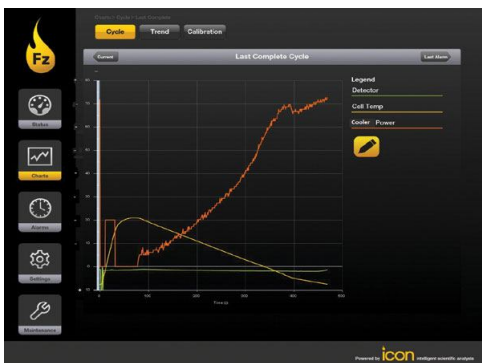 Charts > Cycle > Last Complete
Cycle
Trend
Calibration
Fz
Current
Last Complete Cycle
Last Alarm
Legend
Detector
Cell Temp
Cooler Power
Status
Charts
Alarms
Settings
Maintenance
0
100
200
300
400
500
Time (s)
Powered by icon intelligent scientific analysis